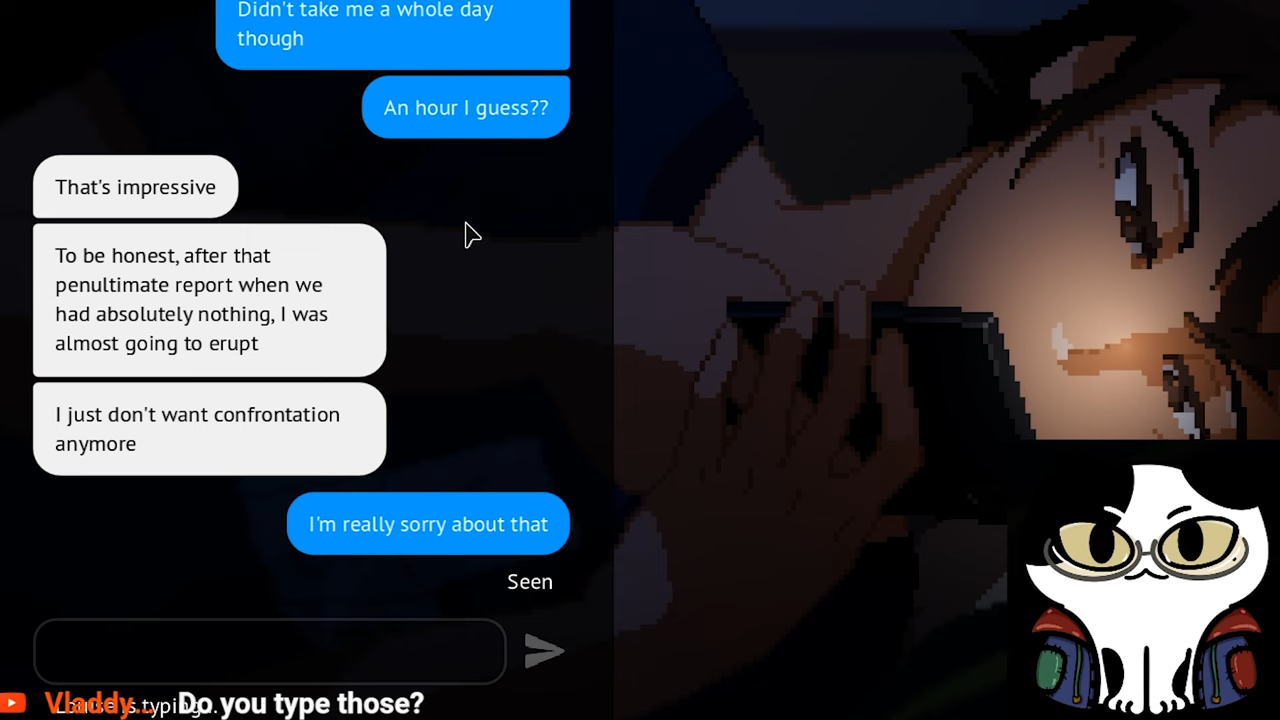 Didn't take me a whole day
though
An hour I guess??
That's impressive
To be honest, after that
penultimate report when we
had absolutely nothing, I was
almost going to erupt
I just don't want confrontation
anymore
I'm really sorry about that
Seen
Vladdy... Do you type those?
is typing...